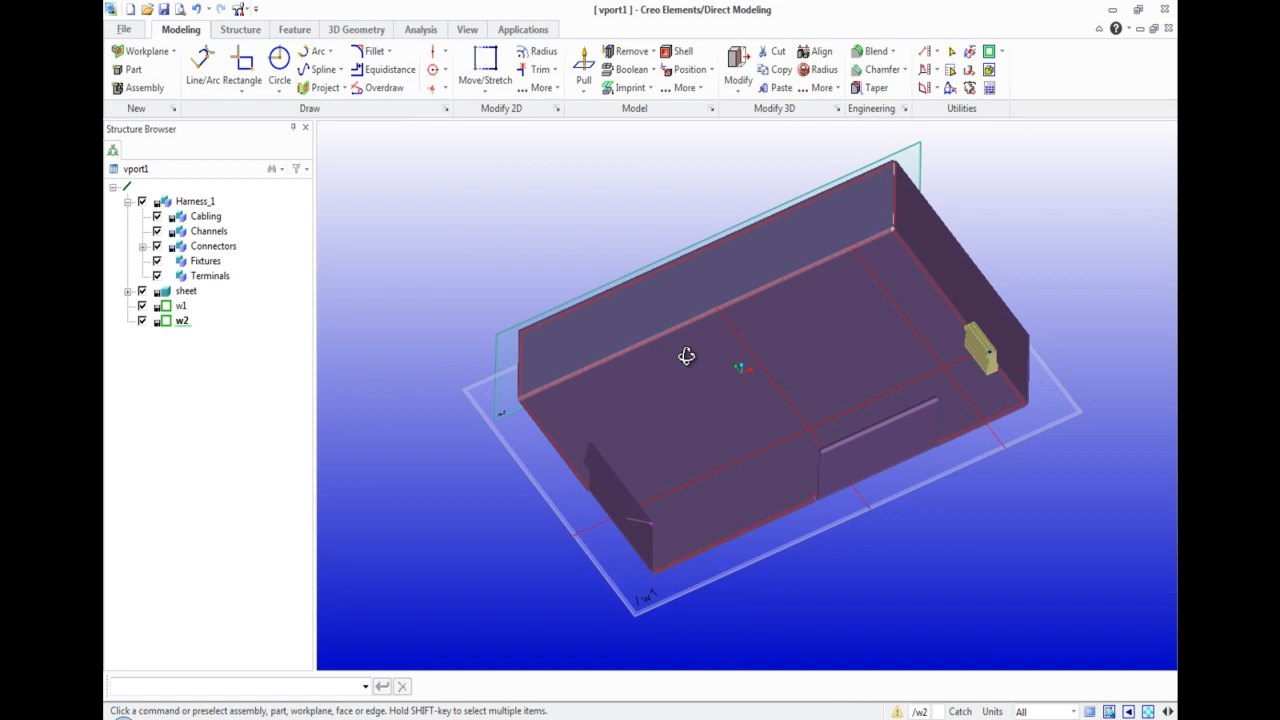 [ vport1 ] - Creo Elements/Direct Modeling
File Modeling Structure Feature 3D Geometry Analysis View Applications
Workplane Line/Arc Rectangle Circle Arc Fillet Move/Stretch Radius Pull Remove Shell Modify Cut Align Blend
Part Spline Equidistance Trim Boolean Position Copy Radius Chamfer
Assembly Project Overdraw ... More Imprint ... More Paste ... More Taper
New Draw Modify 2D Model Modify 3D Engineering Utilities
Structure Browser
vport1
Harness_1
Cabling
Channels
Connectors
Fixtures
Terminals
sheet
w1
w2
/w1
Click a command or preselect assembly, part, workplane, face or edge. Hold SHIFT-key to select multiple items. /w2 Catch Units All